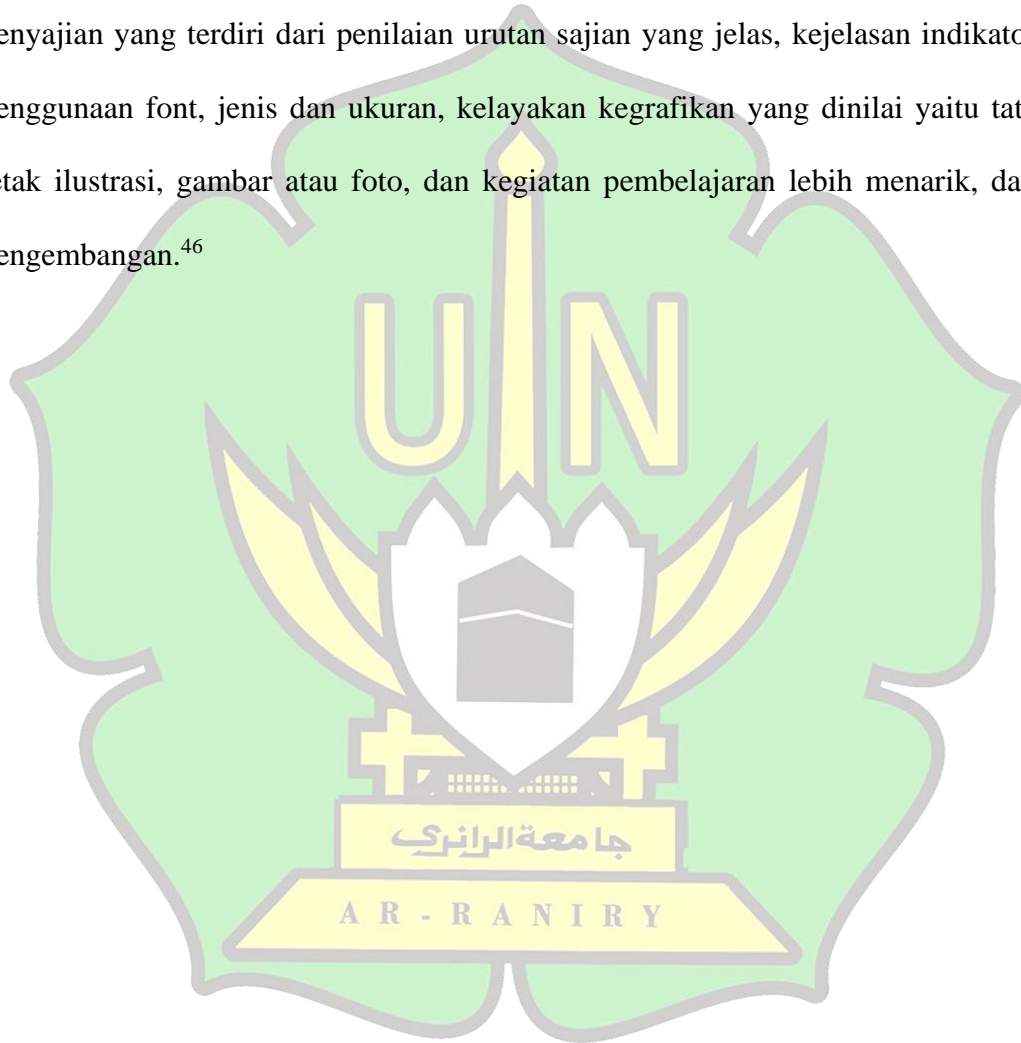 enyajian yang terdiri dari penilaian urutan sajian yang jelas, kejelasan indikato
enggunaan font, jenis dan ukuran, kelayakan kegrafikan yang dinilai yaitu tat
etak ilustrasi, gambar atau foto, dan kegiatan pembelajaran lebih menarik, da
engembangan.46
UIN
جامعةالرانري
AR-RANIRY